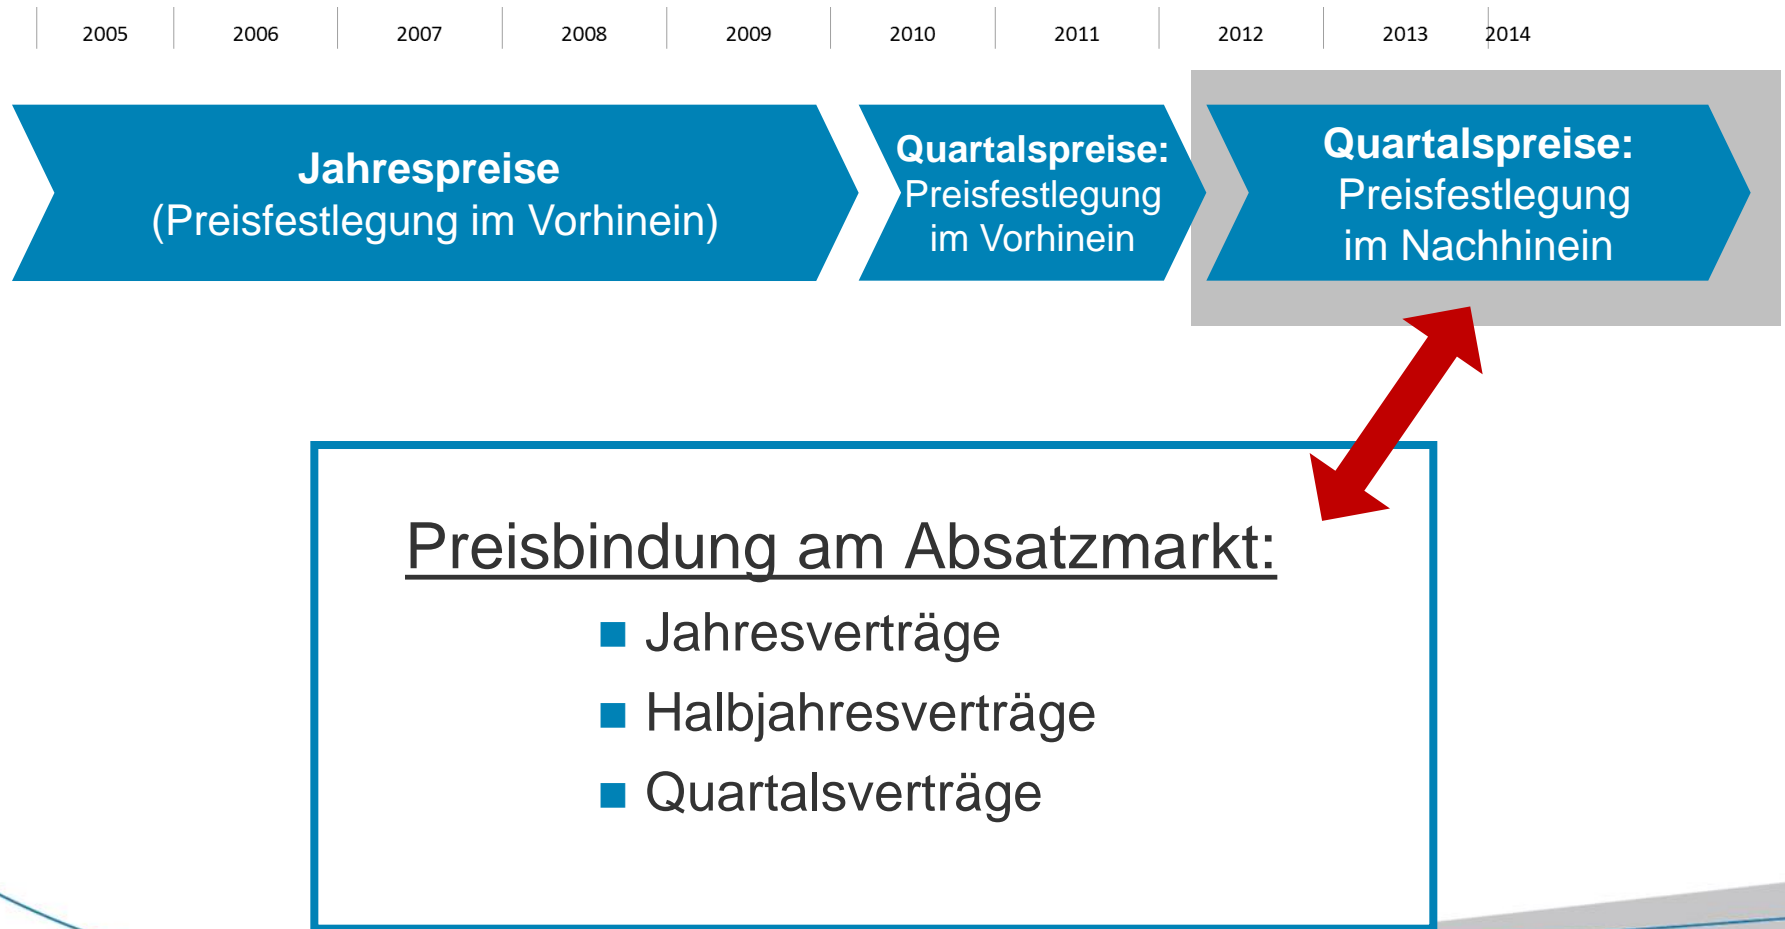 2005 2006 2007 2008 2009 2010 2011 2012 2013 2014
Jahrespreise
(Preisfestlegung im Vorhinein)
Quartalspreise:
Preisfestlegung
im Vorhinein
Quartalspreise:
Preisfestlegung
im Nachhinein
Preisbindung am Absatzmarkt:
Jahresverträge
Halbjahresverträge
Quartalsverträge